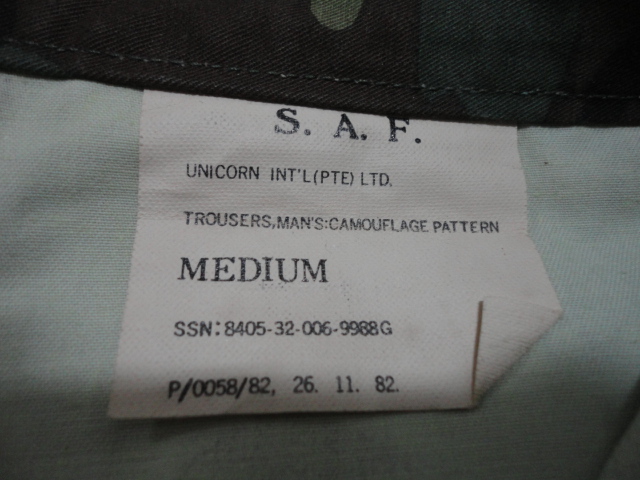 S. A. F.
UNICORN INT'L(PTE) LTD.
TROUSERS,MAN'S:CAMOUFLAGE PATTERN
MEDIUM
SSN:8405-32-006-9988G
P/0058/82, 26. 11. 82.